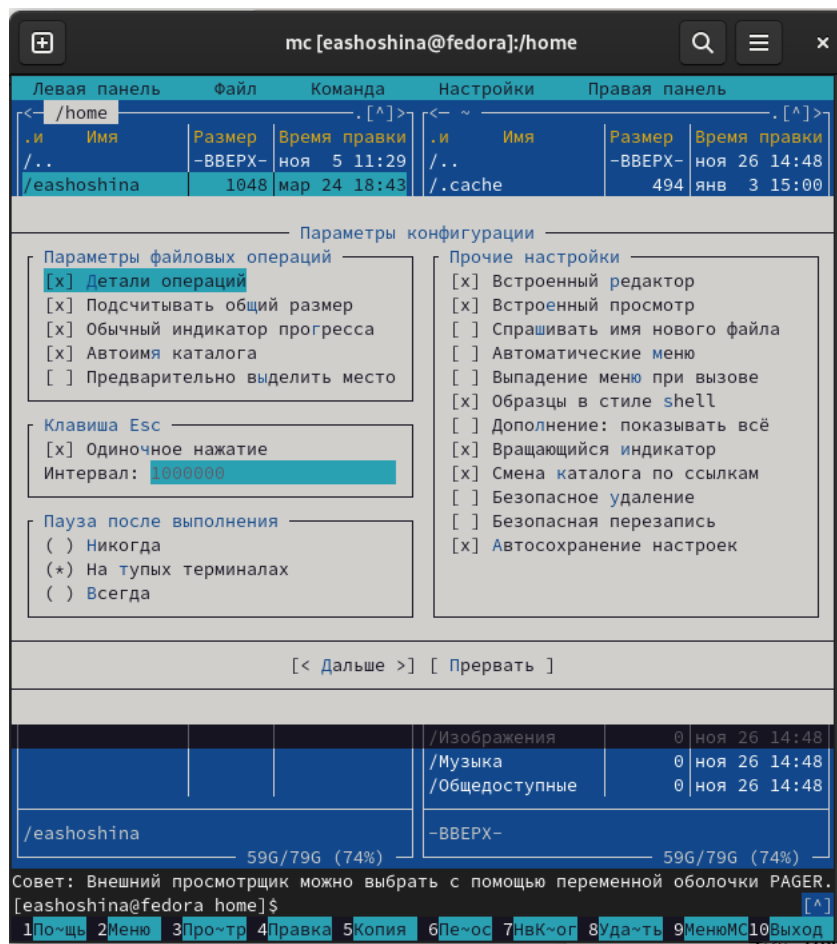 mc [eashoshina@fedora]:/home
Левая панель Файл Команда Настройки Правая панель
<— /home .[^]> <— ~ .[^]>
.и Имя Размер Время правки .и Имя Размер Время правки
/.. -ВВЕРХ- ноя 5 11:29 /.. -ВВЕРХ- ноя 26 14:48
/eashoshina 1048 мар 24 18:43 /.cache 494 янв 3 15:00
Параметры конфигурации
Параметры файловых операций
[x] Детали операций
[x] Подсчитывать общий размер
[x] Обычный индикатор прогресса
[x] Автоимя каталога
[ ] Предварительно выделить место
Клавиша Esc
[x] Одиночное нажатие
Интервал: 1000000
Пауза после выполнения
( ) Никогда
(*) На тупых терминалах
( ) Всегда
Прочие настройки
[x] Встроенный редактор
[x] Встроенный просмотр
[ ] Спрашивать имя нового файла
[ ] Автоматические меню
[ ] Выпадение меню при вызове
[x] Образцы в стиле shell
[ ] Дополнение: показывать всё
[x] Вращающийся индикатор
[x] Смена каталога по ссылкам
[ ] Безопасное удаление
[ ] Безопасная перезапись
[x] Автосохранение настроек
[< Дальше >] [ Прервать ]
/Изображения 0 ноя 26 14:48
/Музыка 0 ноя 26 14:48
/Общедоступные 0 ноя 26 14:48
/eashoshina -ВВЕРХ-
59G/79G (74%) 59G/79G (74%)
Совет: Внешний просмотрщик можно выбрать с помощью переменной оболочки PAGER.
[eashoshina@fedora home]$ [^]
1По~щь 2Меню 3Про~тр 4Правка 5Копия 6Пе~ос 7НвК~ог 8Уда~ть 9МенюМС10Выход